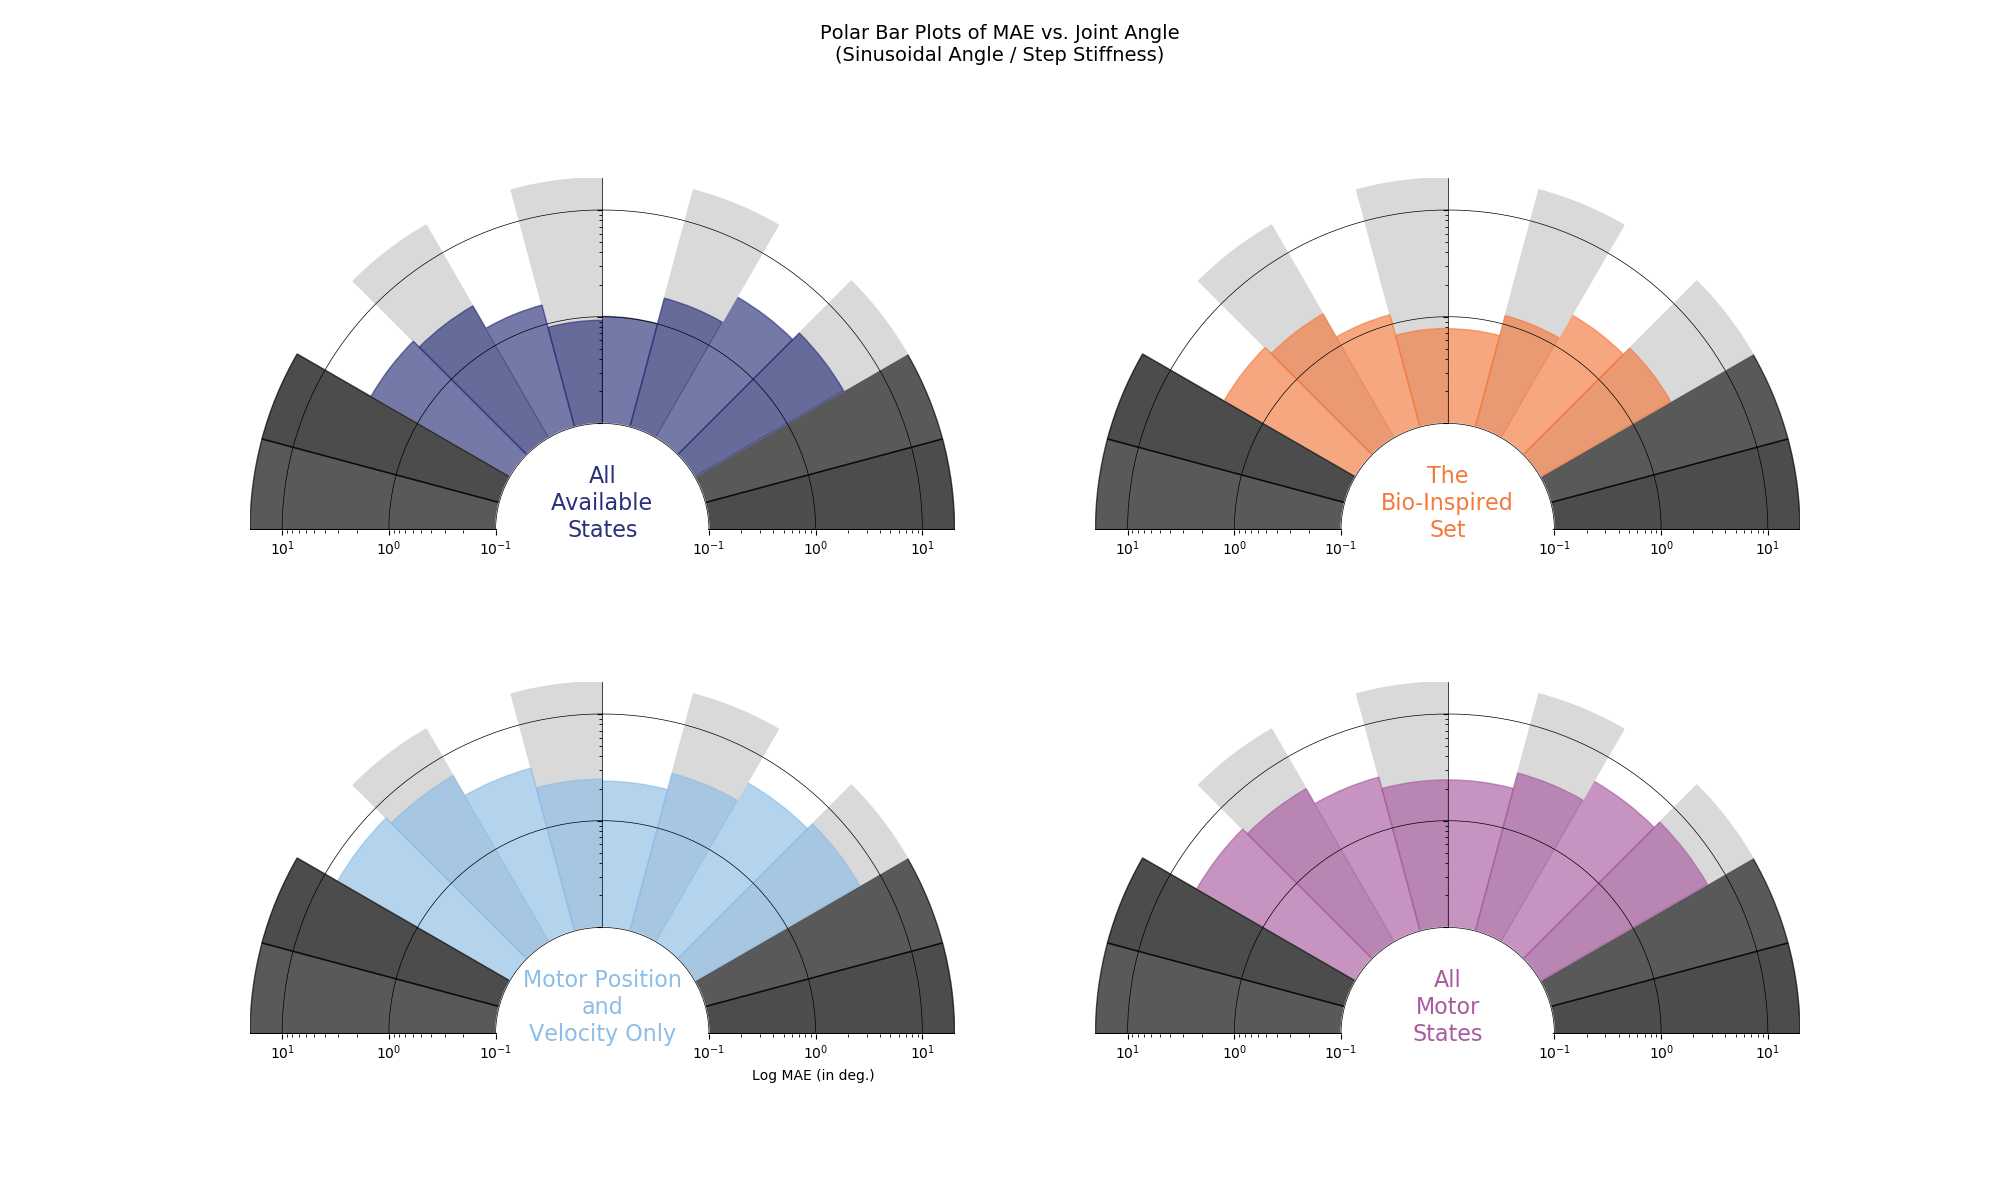 Polar Bar Plots of MAE vs. Joint Angle
(Sinusoidal Angle / Step Stiffness)
All
Available
States
10¹ 10⁰ 10⁻¹ 10⁻¹ 10⁰ 10¹
The
Bio-Inspired
Set
10¹ 10⁰ 10⁻¹ 10⁻¹ 10⁰ 10¹
Motor Position
and
Velocity Only
10¹ 10⁰ 10⁻¹ 10⁻¹ 10⁰ 10¹
Log MAE (in deg.)
All
Motor
States
10¹ 10⁰ 10⁻¹ 10⁻¹ 10⁰ 10¹